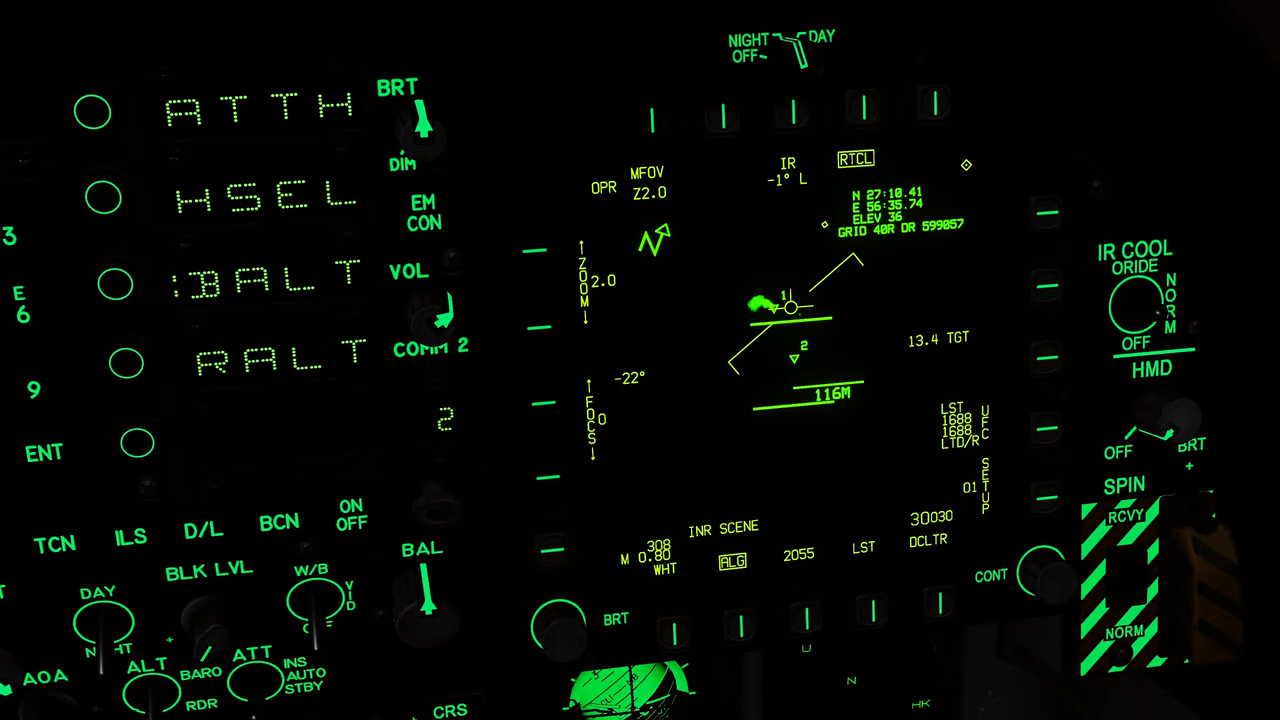 NIGHT DAY
OFF
ATTH
BRT
DIM
HSEL
EM
CON
:BALT
VOL
RALT
COMM 2
2
3
E
6
9
ENT
TCN ILS D/L BCN ON
OFF
BLK LVL
W/B
VID
DAY
AOA
ALT
BARO
RDR
ATT
INS
AUTO
STBY
BAL
CRS
OPR
MFOV
Z2.0
IR
-1° L
RTCL
N 27:10.41
E 56:35.74
ELEV 36
GRID 40R DR 599057
ZOOM
2.0
1
2
13.4 TGT
-22°
FOCS
0
116M
LST
1688
1688
LTD/R
UFC
SETUP
01
30030
INR SCENE
308
M 0.80
WHT
ALG
2055
LST
DCLTR
BRT
CONT
U
N
HK
IR COOL
ORIDE
NORM
OFF
HMD
OFF
BRT
SPIN
RCVY
NORM